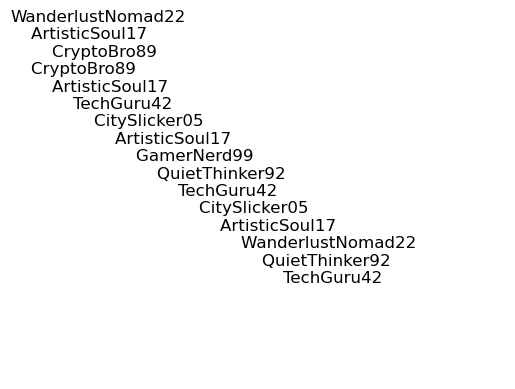 WanderlustNomad22
ArtisticSoul17
CryptoBro89
CryptoBro89
ArtisticSoul17
TechGuru42
CitySlicker05
ArtisticSoul17
GamerNerd99
QuietThinker92
TechGuru42
CitySlicker05
ArtisticSoul17
WanderlustNomad22
QuietThinker92
TechGuru42